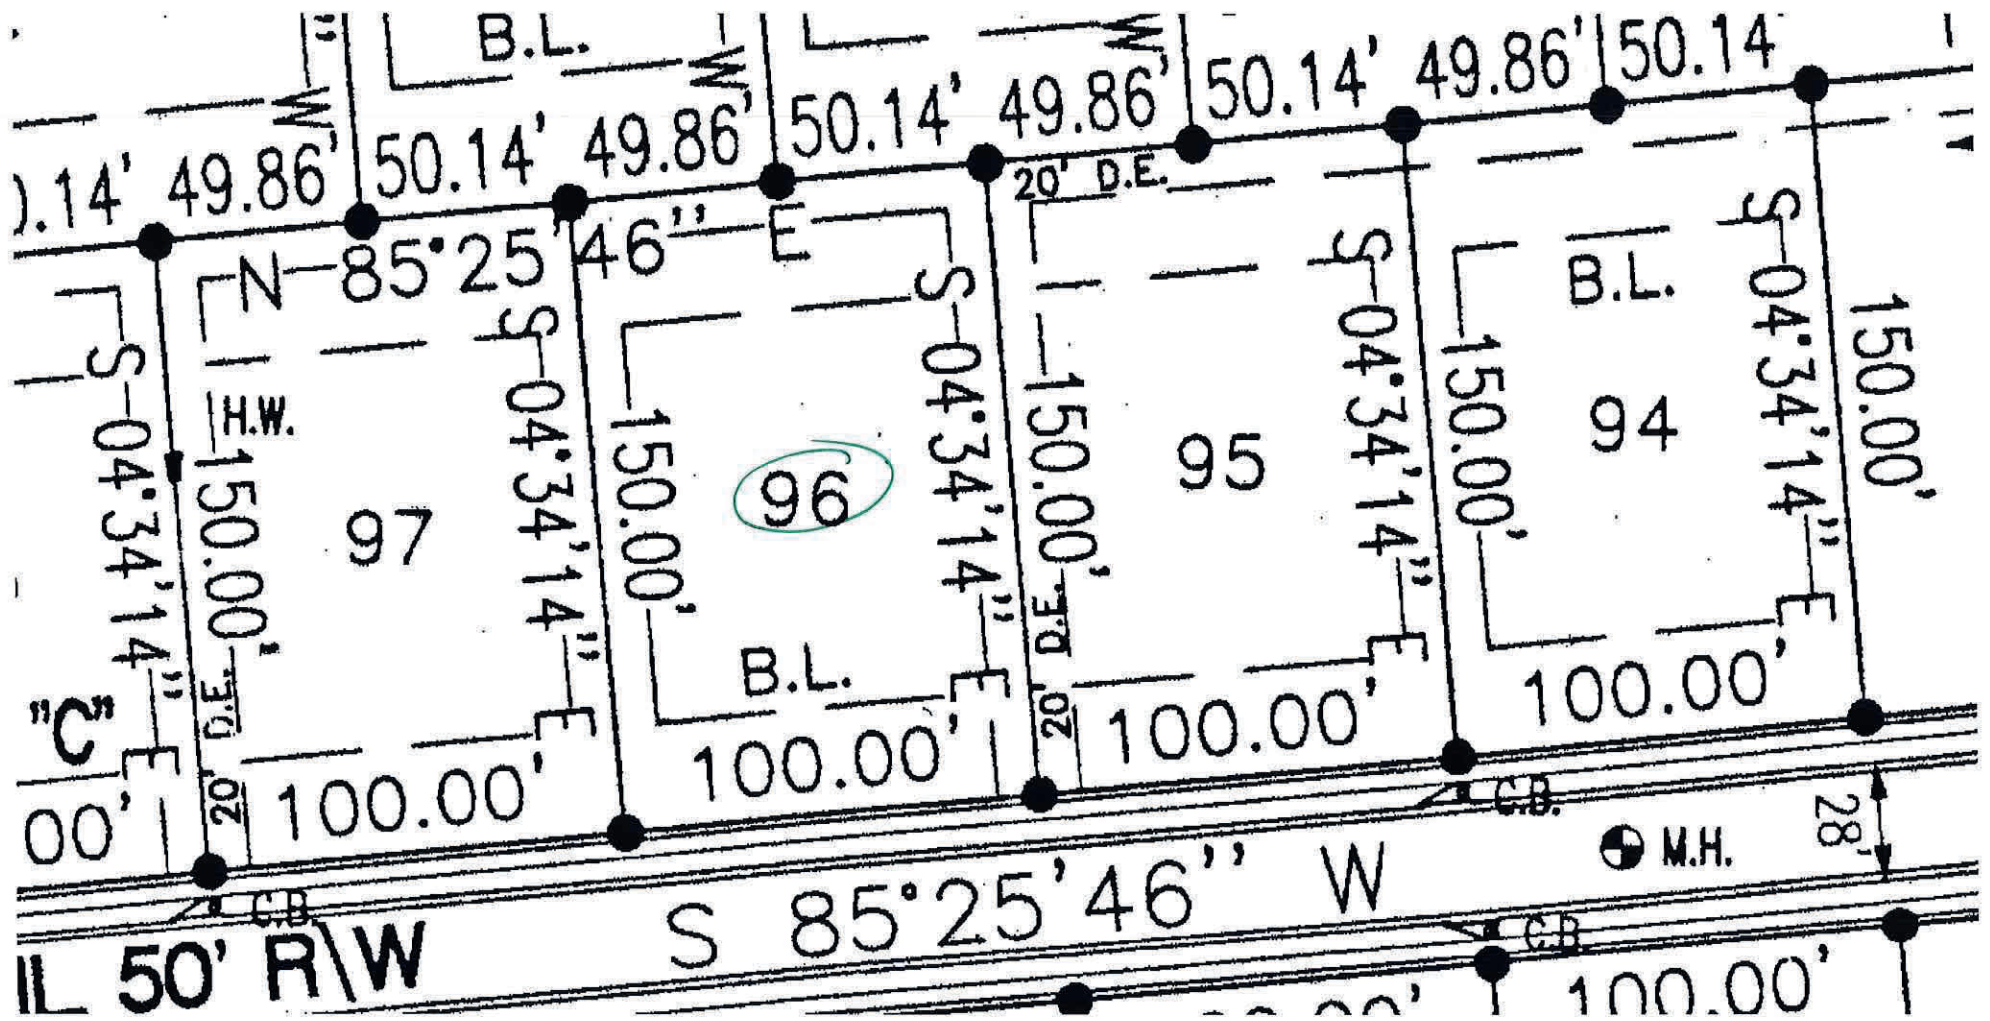 B.L.
W W W
).14' 49.86' 50.14' 49.86' 50.14' 49.86' 50.14' 49.86' 50.14'
20' D.E.
N 85°25'46" E
S 04°34'14" E
150.00'
S 04°34'14" E
150.00'
S 04°34'14" E
150.00'
S 04°34'14" E
150.00'
S 04°34'14" E
150.00'
B.L.
H.W.
97
96
95
94
B.L.
D.E.
D.E.
20'
20'
"C"
00'
100.00'
100.00'
100.00'
100.00'
C.B.
C.B.
M.H.
28'
S 85°25'46" W
IL 50' R\W
C.B.
100.00'